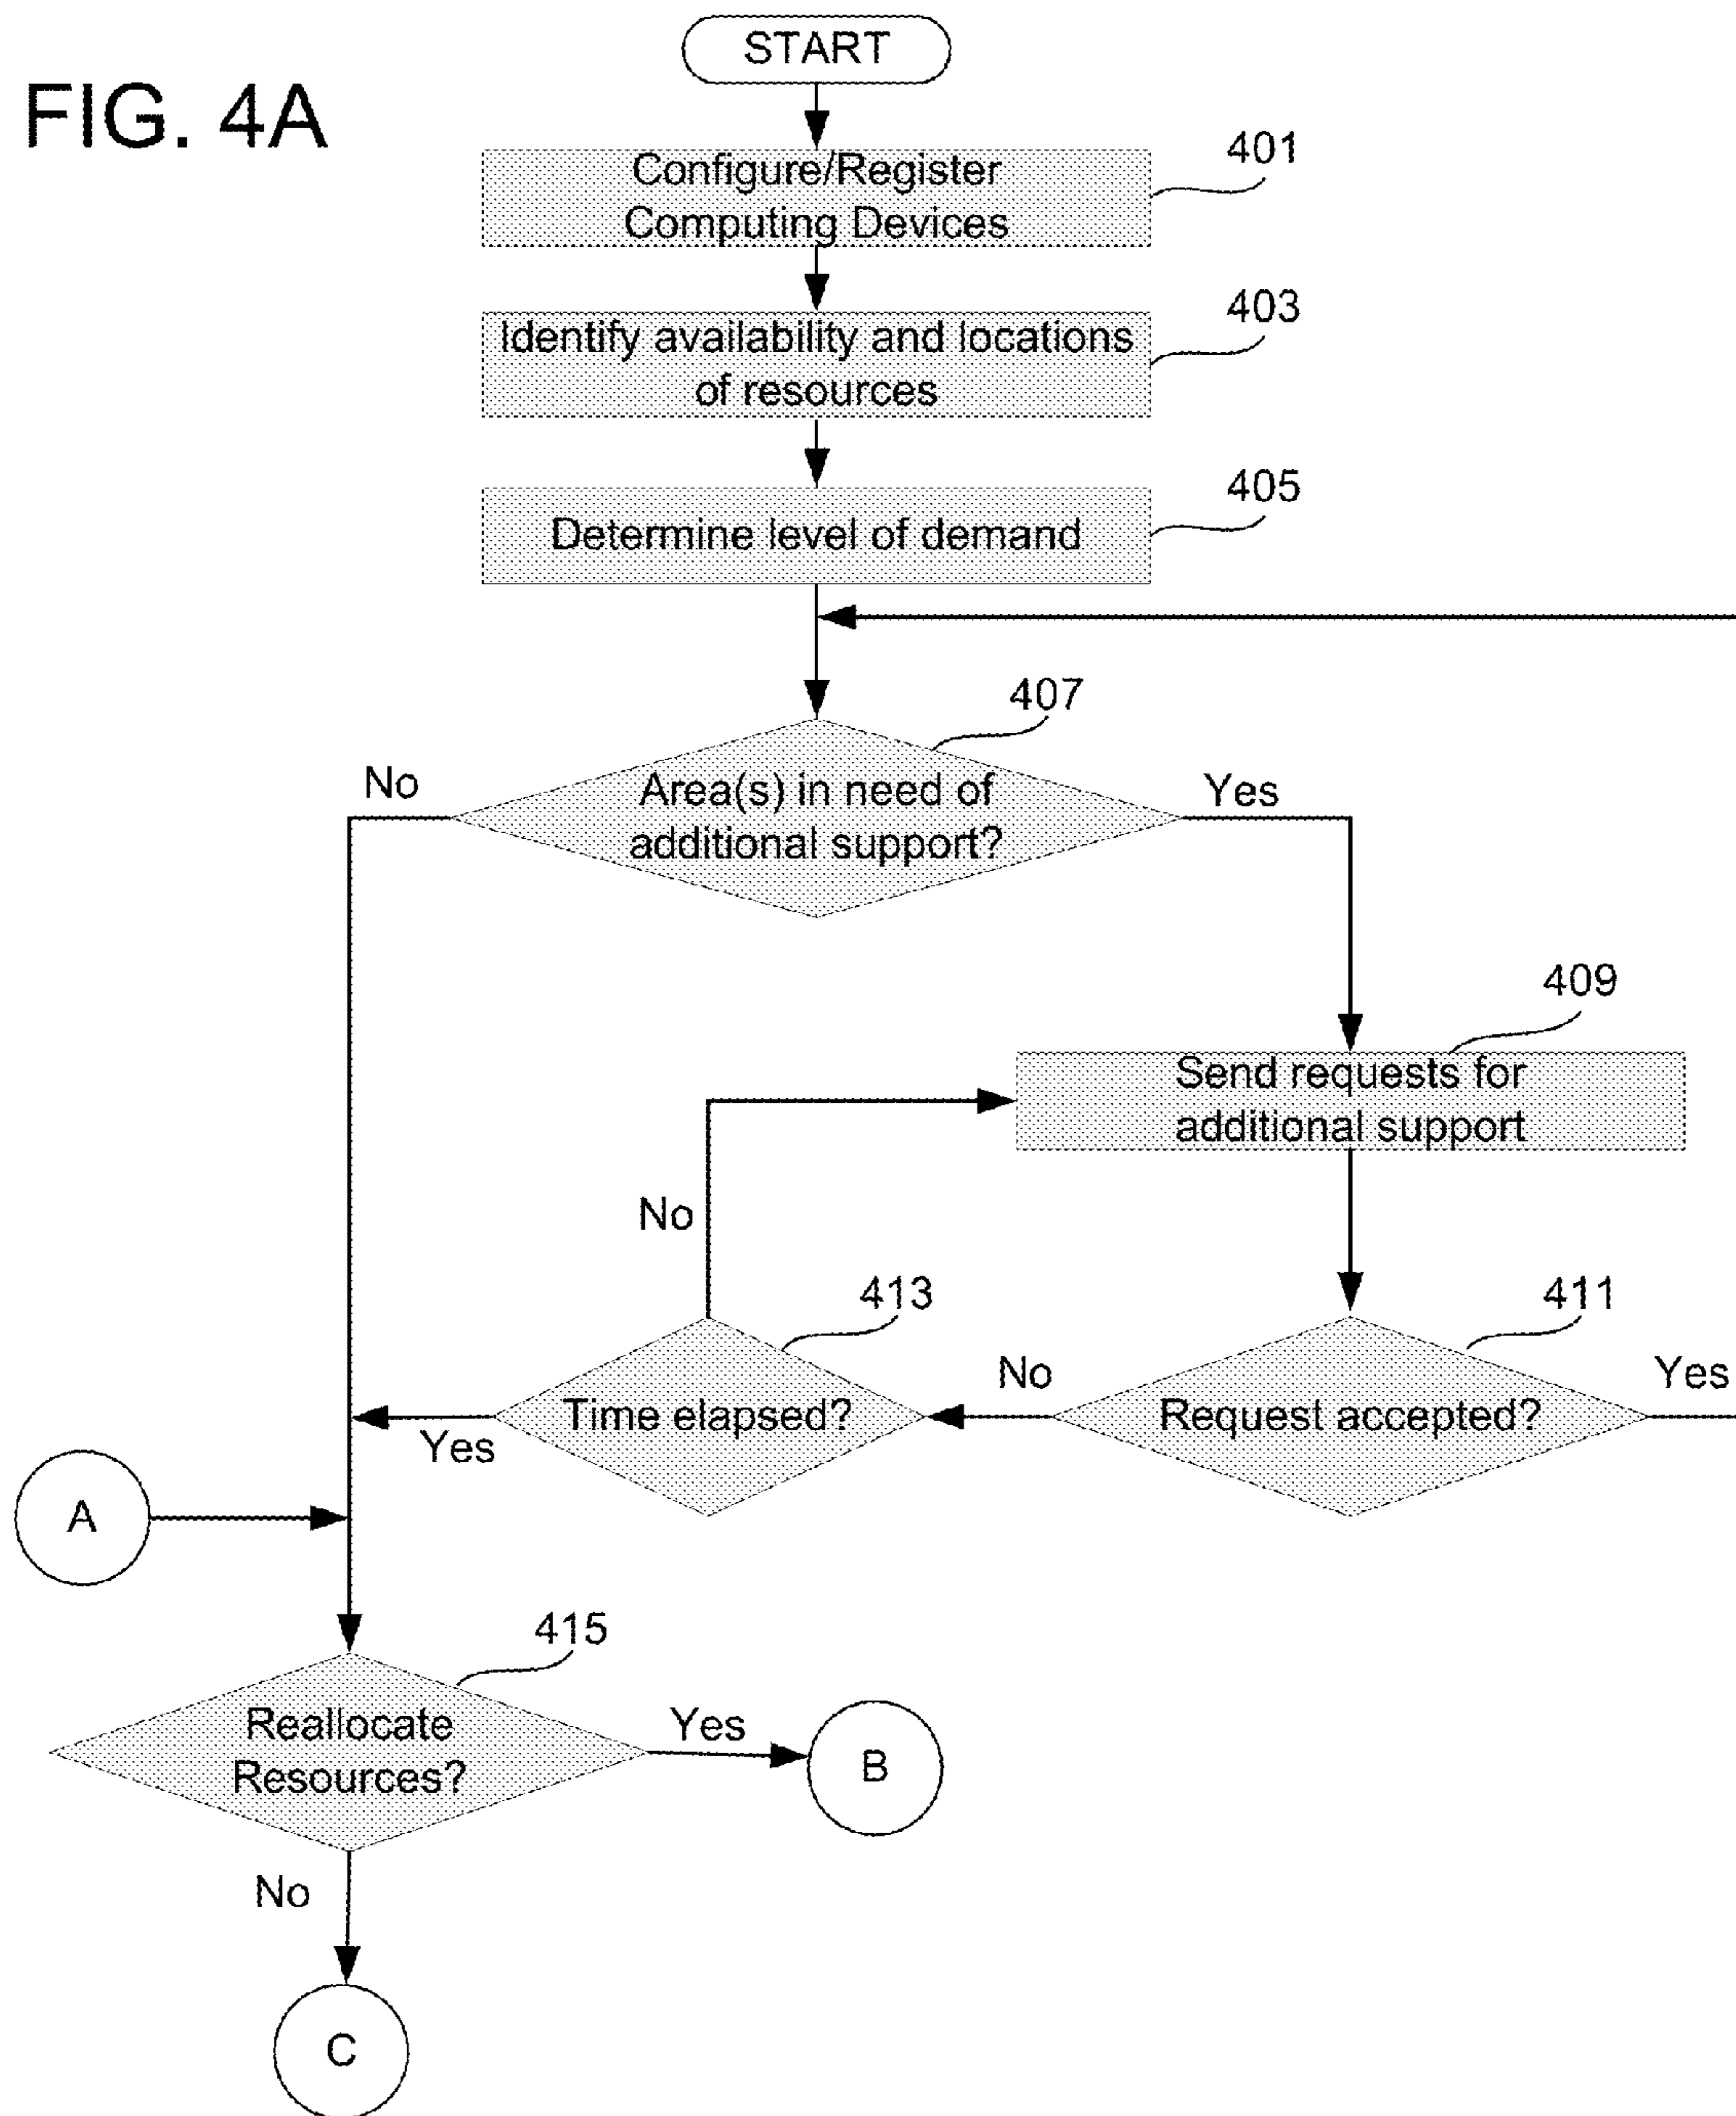 START
FIG. 4A
401
Configure/Register
Computing Devices
403
Identify availability and locations
of resources
405
Determine level of demand
407
No
Area(s) in need of
additional support?
Yes
409
Send requests for
additional support
No
413
411
Time elapsed?
No
Request accepted?
Yes
Yes
A
415
Reallocate
Resources?
Yes
B
No
C